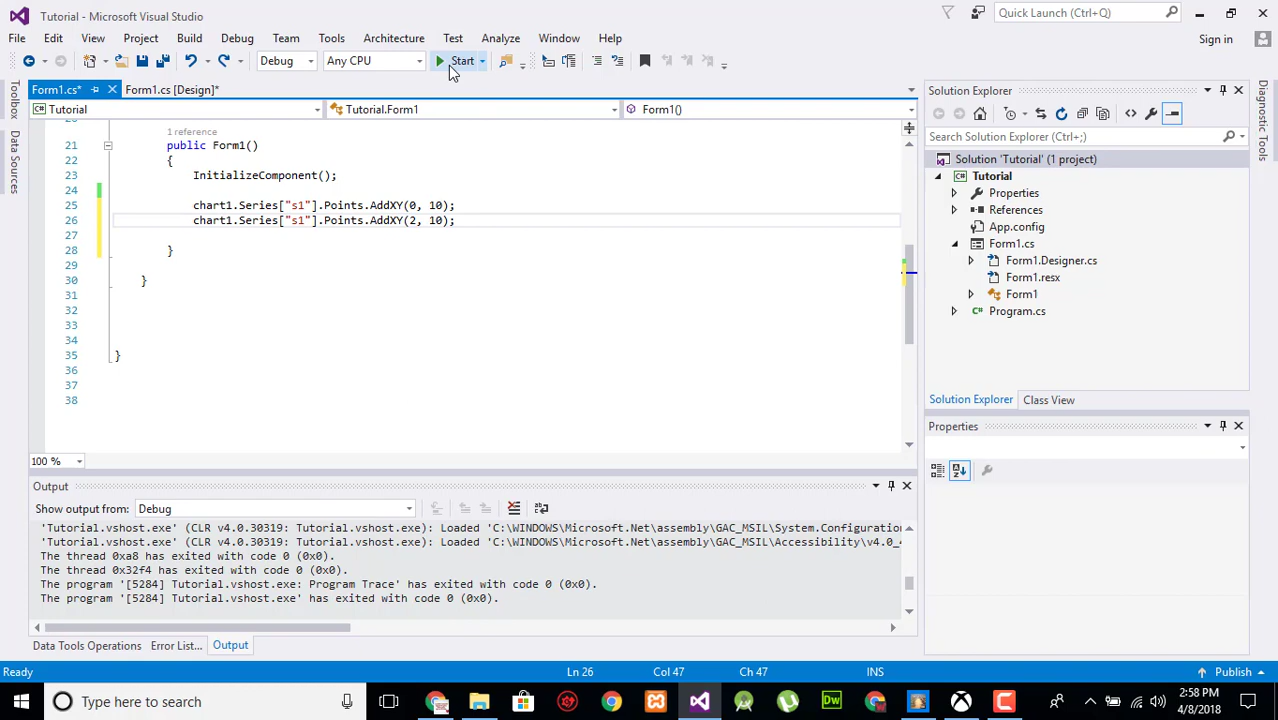 Tutorial - Microsoft Visual Studio
Quick Launch (Ctrl+Q)
File Edit View Project Build Debug Team Tools Test Architecture Analyze Window Help
Sign in
Debug Any CPU Start
Form1.cs* Form1.cs [Design]*
Tutorial Tutorial.Form1 Form1()
Toolbox
Data Sources
20
1 reference
21 public Form1()
22 {
23 InitializeComponent();
24
25 chart1.Series["s1"].Points.AddXY(0, 10);
26 chart1.Series["s1"].Points.AddXY(2, 10);
27
28 }
29
30 }
31
32
33
34
35 }
36
37
38
100 %
Output
Show output from: Debug
'Tutorial.vshost.exe' (CLR v4.0.30319: Tutorial.vshost.exe): Loaded 'C:\WINDOWS\Microsoft.Net\assembly\GAC_MSIL\System.Configuration
'Tutorial.vshost.exe' (CLR v4.0.30319: Tutorial.vshost.exe): Loaded 'C:\WINDOWS\Microsoft.Net\assembly\GAC_MSIL\Accessibility\v4.0_4
The thread 0xa8 has exited with code 0 (0x0).
The thread 0x32f4 has exited with code 0 (0x0).
The program '[5284] Tutorial.vshost.exe: Program Trace' has exited with code 0 (0x0).
The program '[5284] Tutorial.vshost.exe' has exited with code 0 (0x0).
Data Tools Operations Error List... Output
Solution Explorer
Search Solution Explorer (Ctrl+;)
Solution 'Tutorial' (1 project)
Tutorial
Properties
References
App.config
Form1.cs
Form1.Designer.cs
Form1.resx
Form1
Program.cs
Solution Explorer Class View
Properties
Diagnostic Tools
Ready Ln 26 Col 47 Ch 47 INS Publish
Type here to search
Dw
2:58 PM
4/8/2018